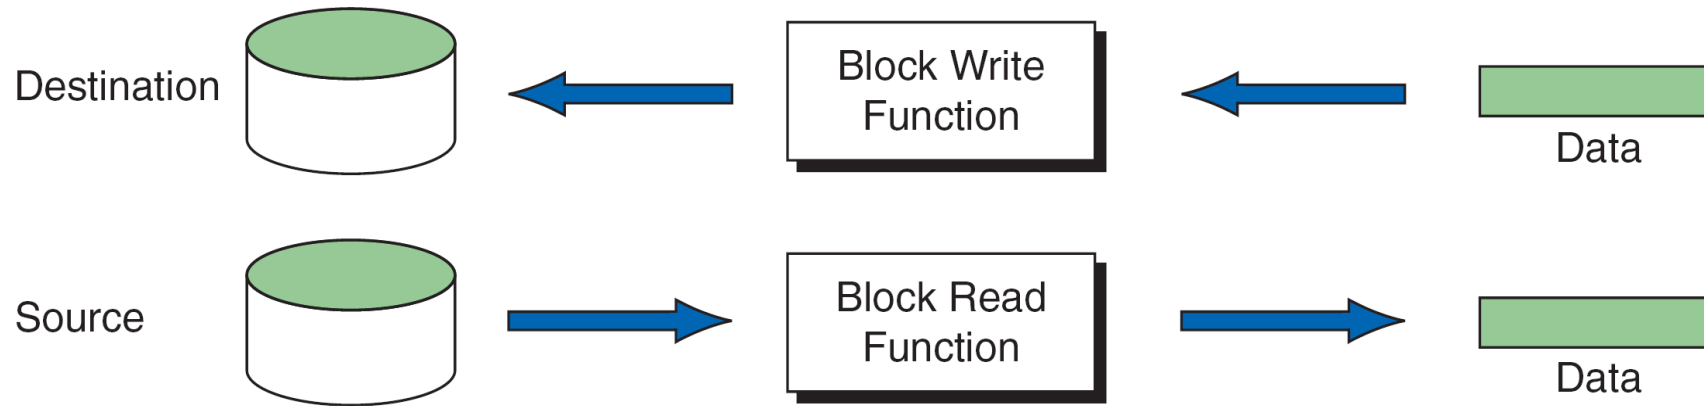 Destination
Block Write
Function
Data
Source
Block Read
Function
Data